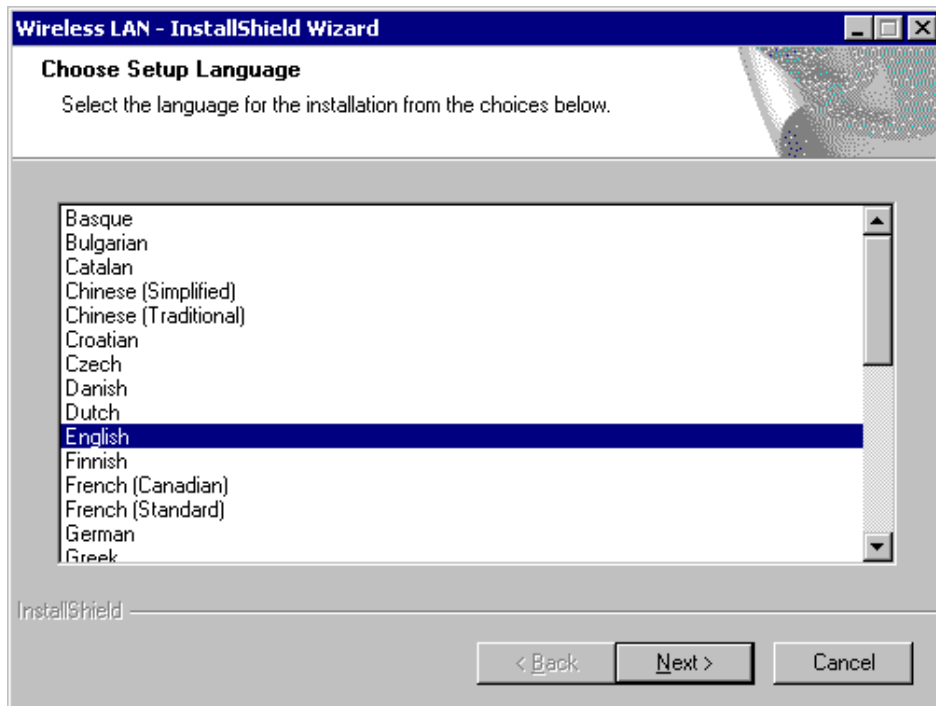 Wireless LAN - InstallShield Wizard
Choose Setup Language
Select the language for the installation from the choices below.
Basque
Bulgarian
Catalan
Chinese (Simplified)
Chinese (Traditional)
Croatian
Czech
Danish
Dutch
English
Finnish
French (Canadian)
French (Standard)
German
Greek
InstallShield
< Back Next > Cancel